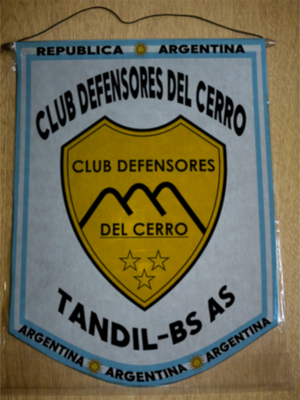 REPUBLICA ARGENTINA
CLUB DEFENSORES DEL CERRO
CLUB DEFENSORES
DEL CERRO
TANDIL-BS AS
ARGENTINA ARGENTINA ARGENTINA